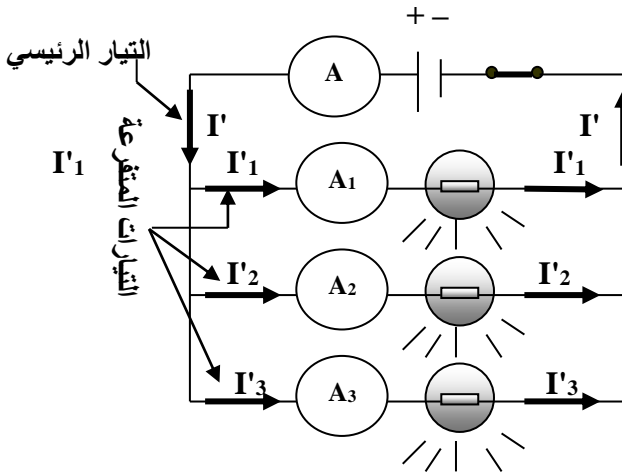 + −
التيار الرئيسي
A
I' I'
التيارات المتفرعة
I'1 I'1 A1 I'1
I'2 A2 I'2
I'3 A3 I'3